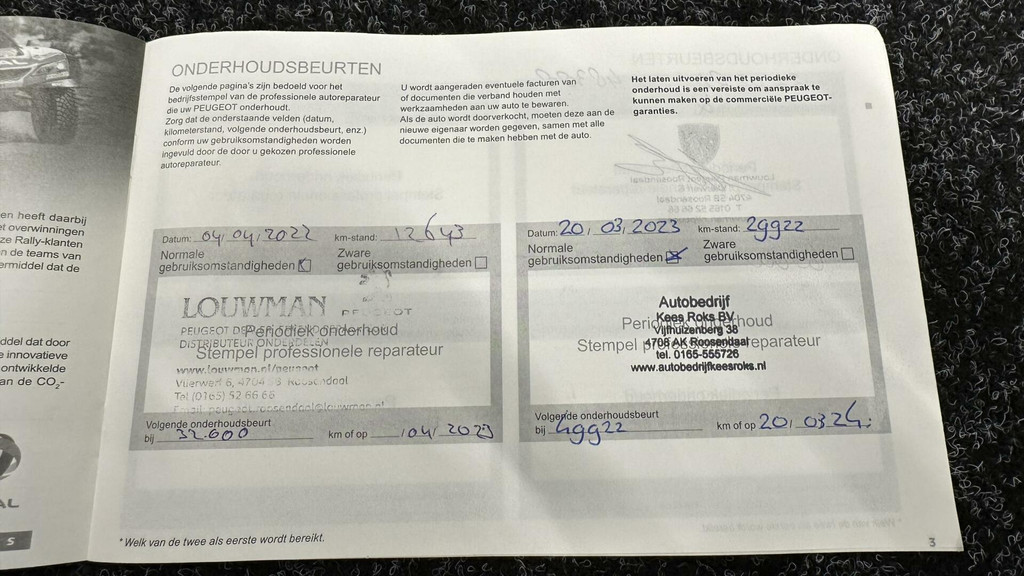 en heeft daarbij
et overwinningen
ze Rally-klanten
n de teams van
ermiddel dat de
ddel dat door
e innovatieve
ontwikkelde
an de CO₂-
AL
S
ONDERHOUDSBEURTEN
De volgende pagina's zijn bedoeld voor het
bedrijfsstempel van de professionele autoreparateur
die uw PEUGEOT onderhoudt.
Zorg dat de onderstaande velden (datum,
kilometerstand, volgende onderhoudsbeurt, enz.)
conform uw gebruiksomstandigheden worden
ingevuld door de door u gekozen professionele
autoreparateur.
U wordt aangeraden eventuele facturen van
of documenten die verband houden met
werkzaamheden aan uw auto te bewaren.
Als de auto wordt doorverkocht, moeten deze aan de
nieuwe eigenaar worden gegeven, samen met alle
documenten die te maken hebben met de auto.
Het laten uitvoeren van het periodieke
onderhoud is een vereiste om aanspraak te
kunnen maken op de commerciële PEUGEOT-
garanties.
Datum: 04/04/2022 km-stand: 12643
Normale gebruiksomstandigheden
Zware gebruiksomstandigheden
LOUWMAN PEUGEOT
Periodiek onderhoud
DISTRIBUTEUR ONDERDELEN
Stempel professionele reparateur
www.louwman.nl/peugeot
Vierwerf 6, 4704 Roosendaal
Tel (0165) 52 66 66
Volgende onderhoudsbeurt
bij 32.600 km of op /04/2023
Datum: 20/03/2023 km-stand: 29922
Normale gebruiksomstandigheden
Zware gebruiksomstandigheden
Autobedrijf
Kees Roks BV
Periodiek onderhoud
Vijfhuizenberg 38
Stempel professionele reparateur
4708 AK Roosendaal
tel. 0165-555726
www.autobedrijfkeesroks.nl
Volgende onderhoudsbeurt
bij 49922 km of op 20/03 24
* Welk van de twee als eerste wordt bereikt.
3